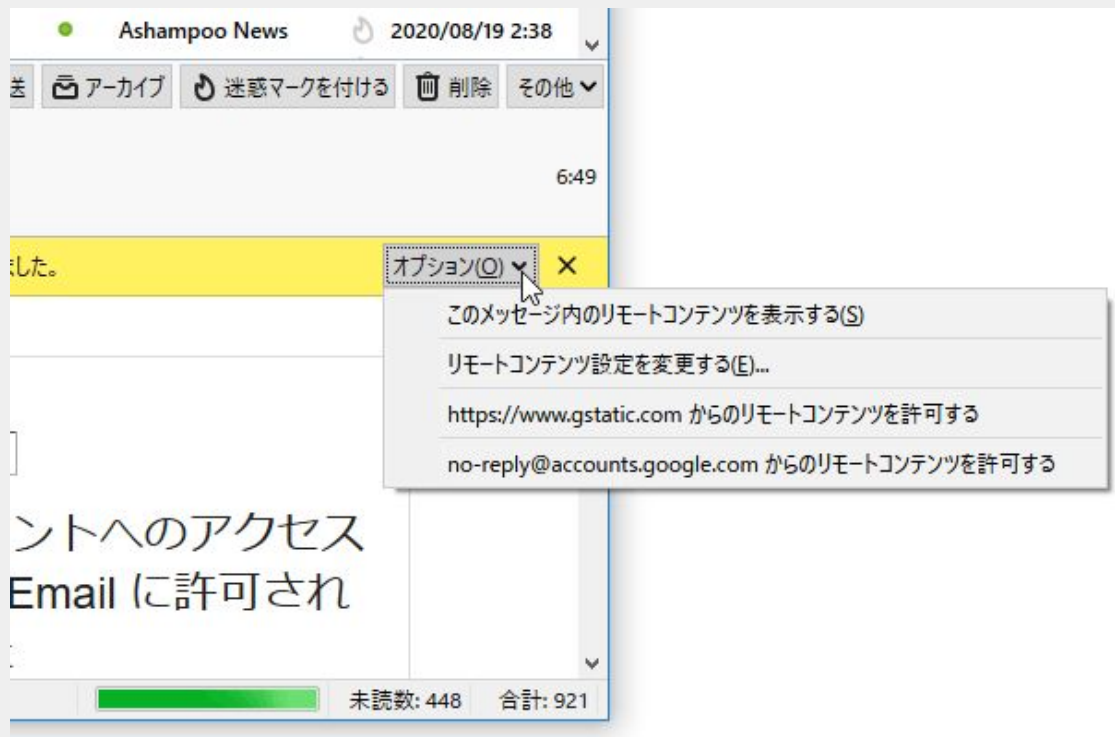 Ashampoo News 2020/08/19 2:38
送 アーカイブ 迷惑マークを付ける 削除 その他
6:49
ました。 オプション(O)
このメッセージ内のリモートコンテンツを表示する(S)
リモートコンテンツ設定を変更する(E)...
https://www.gstatic.com からのリモートコンテンツを許可する
no-reply@accounts.google.com からのリモートコンテンツを許可する
ントへのアクセス
Email に許可され
未読数: 448 合計: 921